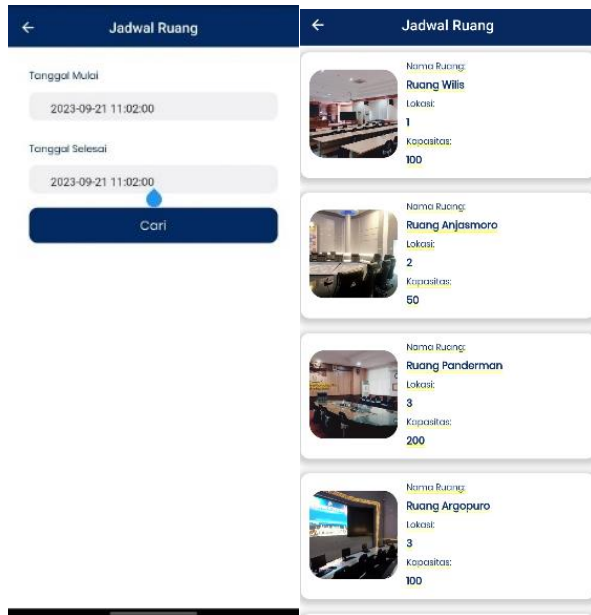 Jadwal Ruang
Tanggal Mulai
2023-09-21 11:02:00
Tanggal Selesai
2023-09-21 11:02:00
Cari
Jadwal Ruang
Nama Ruang:
Ruang Wilis
Lokasi:
1
Kapasitas:
100
Nama Ruang:
Ruang Anjasmoro
Lokasi:
2
Kapasitas:
50
Nama Ruang:
Ruang Panderman
Lokasi:
3
Kapasitas:
200
Nama Ruang:
Ruang Argopuro
Lokasi:
3
Kapasitas:
100